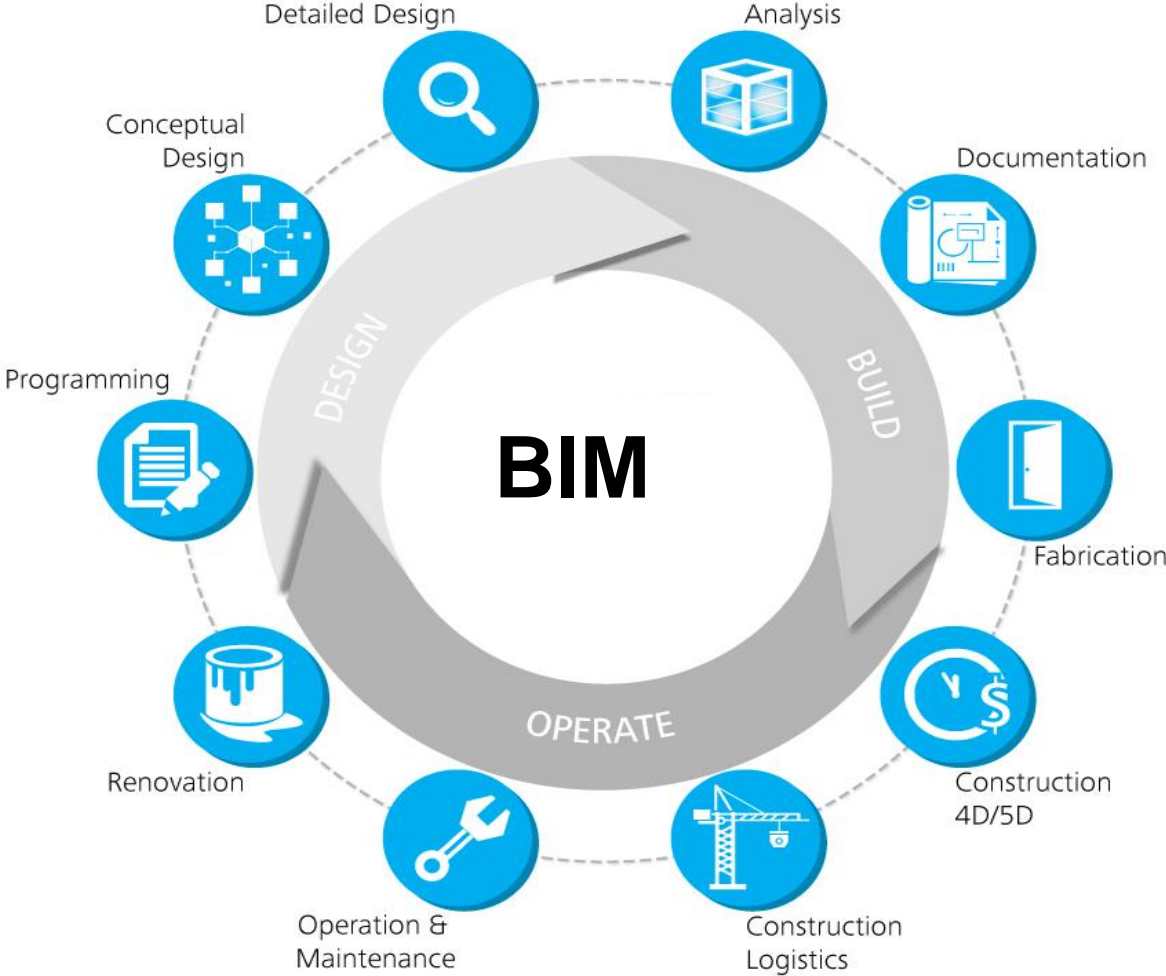 Detailed Design
Analysis
Conceptual
Design
Documentation
Programming
DESIGN
BUILD
BIM
Fabrication
$
OPERATE
Renovation
Construction
4D/5D
Operation &
Maintenance
Construction
Logistics